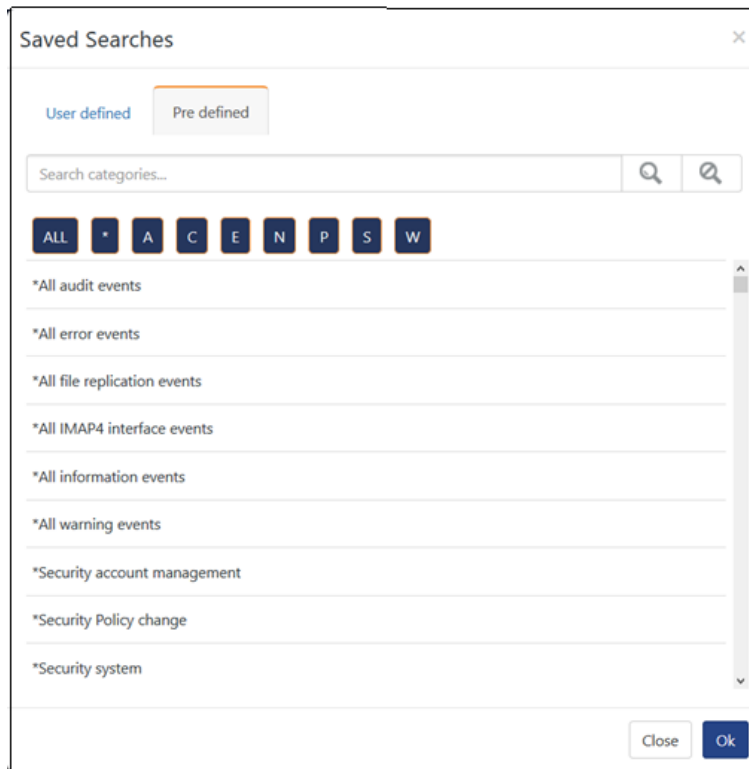 Saved Searches ×
User defined Pre defined
Search categories...
ALL * A C E N P S W
*All audit events
*All error events
*All file replication events
*All IMAP4 interface events
*All information events
*All warning events
*Security account management
*Security Policy change
*Security system
Close Ok